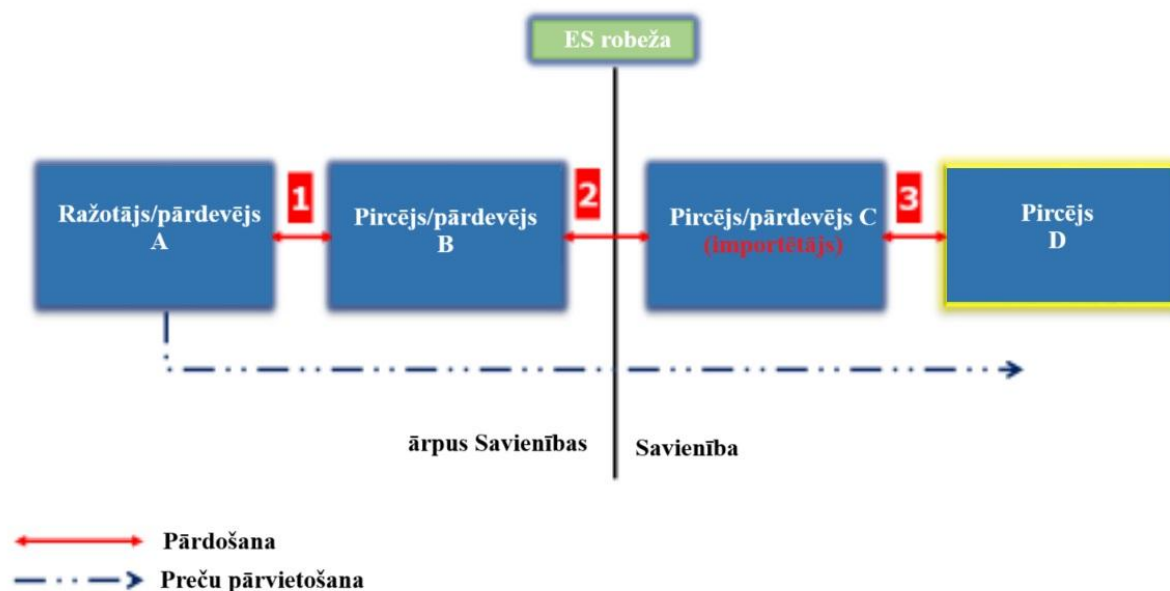 ES robeža
Ražotājs/pārdevējs
A
1
Pircējs/pārdevējs
B
2
Pircējs/pārdevējs C
(importētājs)
3
Pircējs
D
ārpus Savienības
Savienība
Pārdošana
Preču pārvietošana